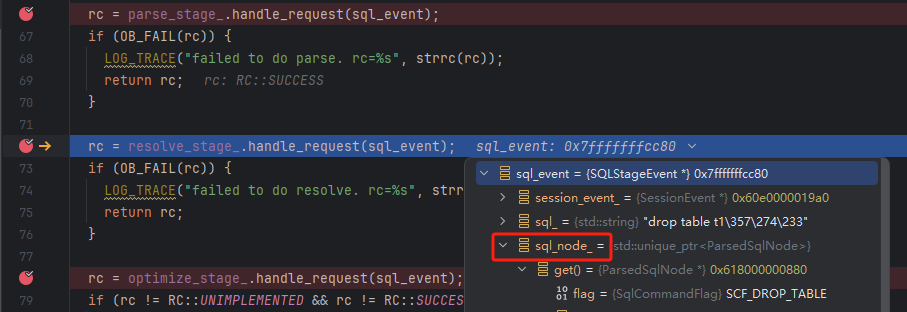 rc = parse_stage_.handle_request(sql_event);
67 if (OB_FAIL(rc)) {
68 LOG_TRACE("failed to do parse. rc=%s", strrc(rc));
69 return rc; rc: RC::SUCCESS
70 }
71
rc = resolve_stage_.handle_request(sql_event); sql_event: 0x7fffffffcc80
73 if (OB_FAIL(rc)) {
sql_event = {SQLStageEvent *} 0x7fffffffcc80
74 LOG_TRACE("failed to do resolve. rc=%s", strr
session_event_ = {SessionEvent *} 0x60e0000019a0
75 return rc;
sql_ = {std::string} "drop table t1\357\274\233"
76 }
sql_node_ = std::unique_ptr<ParsedSqlNode>}
77
get() = {ParsedSqlNode *} 0x618000000880
rc = optimize_stage_.handle_request(sql_event);
79 if (rc != RC::UNIMPLEMENTED && rc != RC::SUCCES
10
01 flag = {SqlCommandFlag} SCF_DROP_TABLE